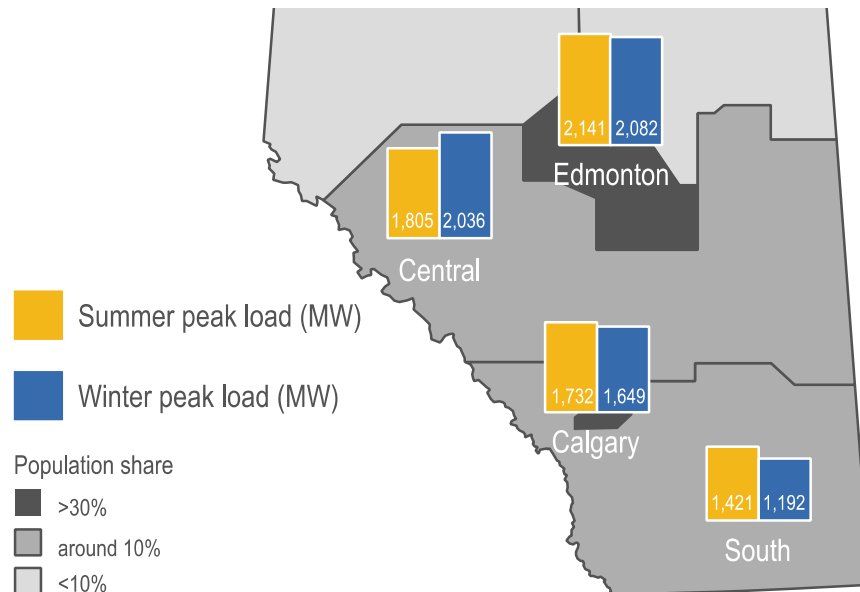 2,141 2,082
Edmonton
1,805 2,036
Central
Summer peak load (MW)
1,732 1,649
Winter peak load (MW)
Calgary
Population share
>30%
1,421 1,192
around 10%
South
<10%